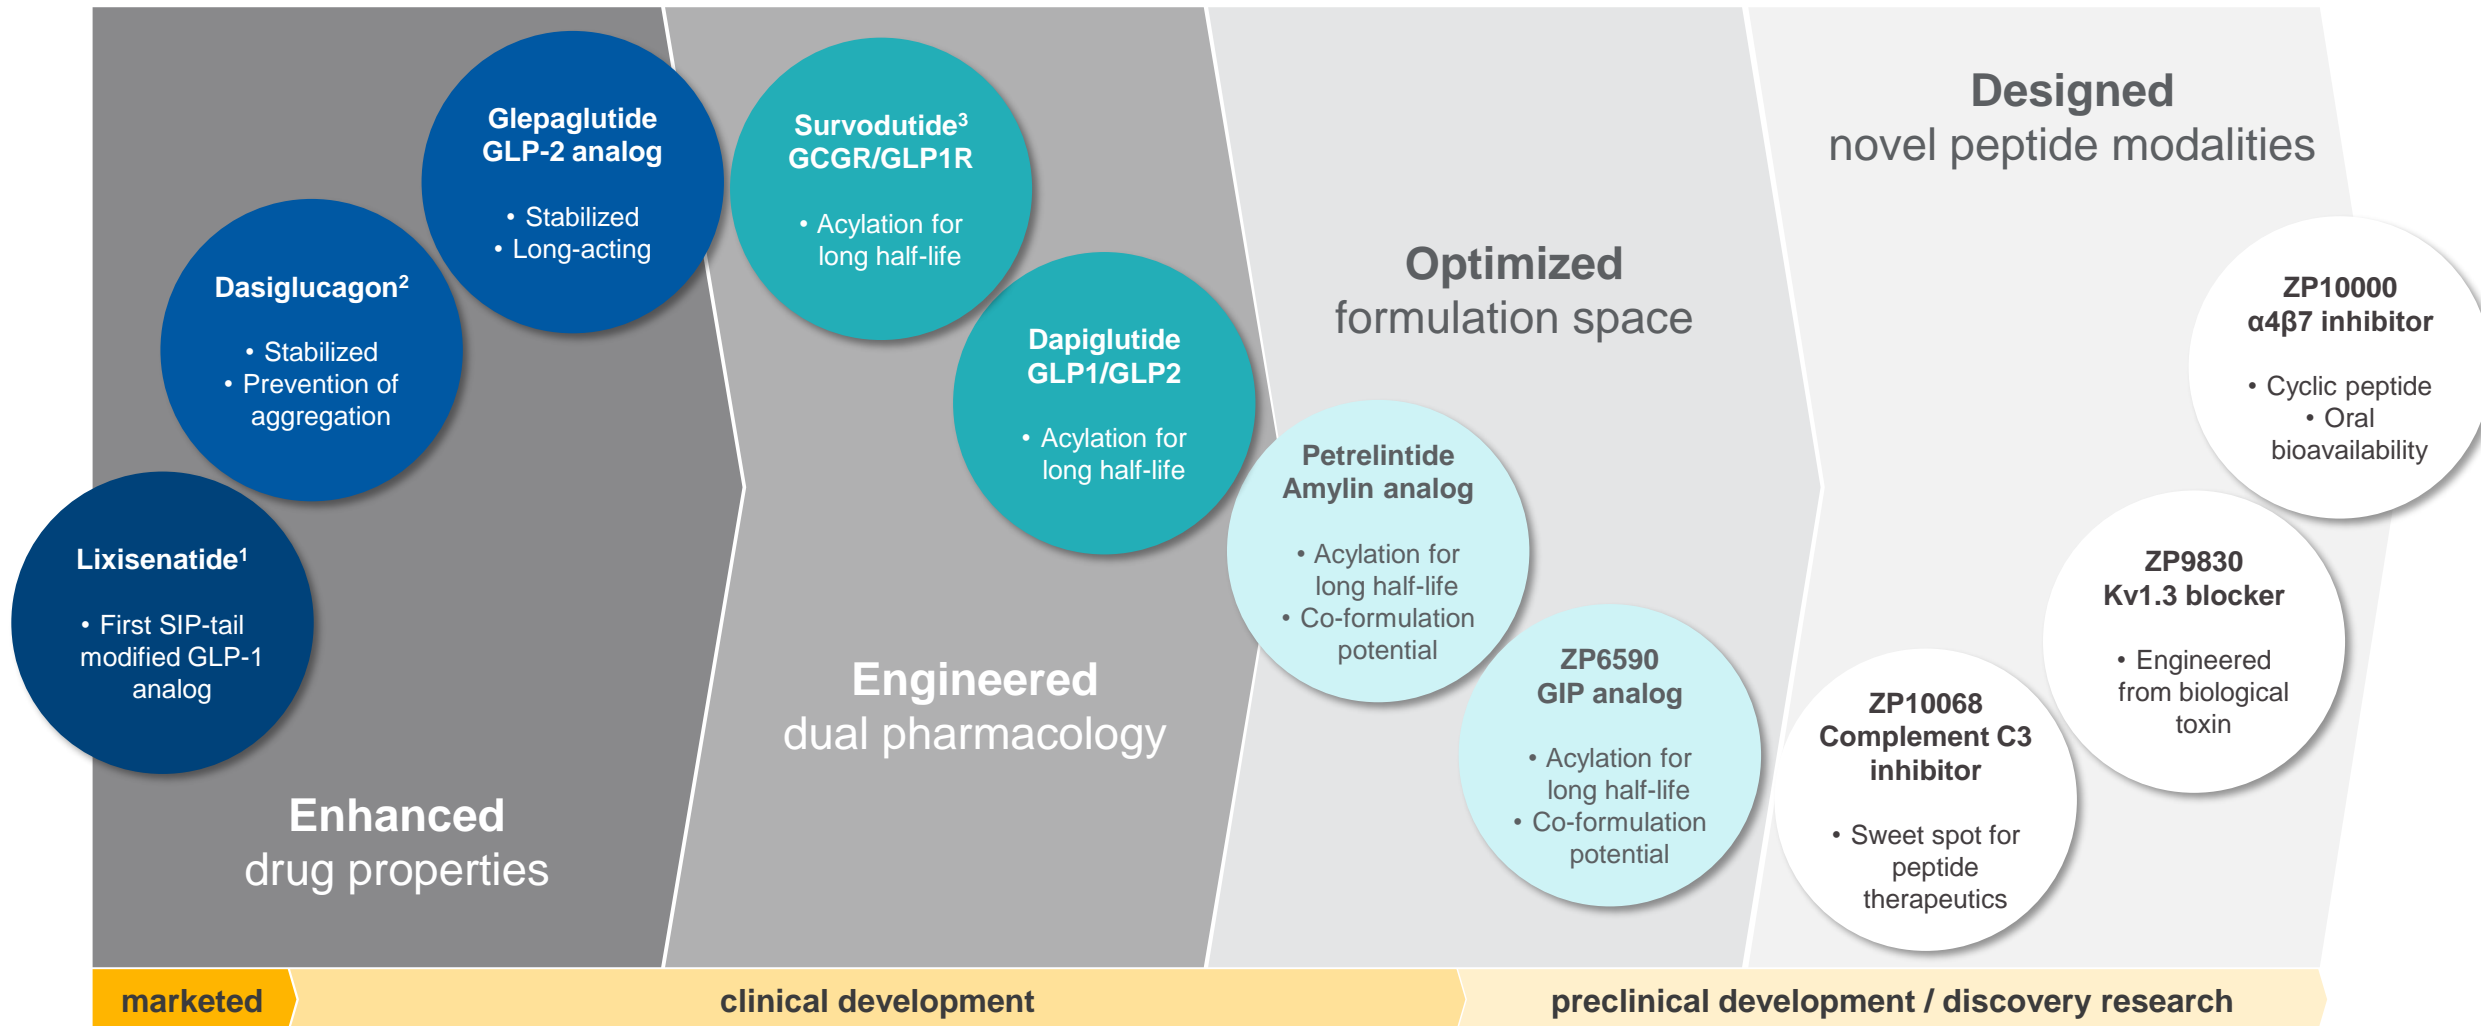 Lixisenatide¹
• First SIP-tail
modified GLP-1
analog
Dasiglucagon²
• Stabilized
• Prevention of
aggregation
Glepaglutide
GLP-2 analog
• Stabilized
• Long-acting
Enhanced
drug properties
Survodutide³
GCGR/GLP1R
• Acylation for
long half-life
Dapiglutide
GLP1/GLP2
• Acylation for
long half-life
Engineered
dual pharmacology
Optimized
formulation space
Petrelintide
Amylin analog
• Acylation for
long half-life
• Co-formulation
potential
ZP6590
GIP analog
• Acylation for
long half-life
• Co-formulation
potential
Designed
novel peptide modalities
ZP10068
Complement C3
inhibitor
• Sweet spot for
peptide
therapeutics
ZP9830
Kv1.3 blocker
• Engineered
from biological
toxin
ZP10000
α4β7 inhibitor
• Cyclic peptide
• Oral
bioavailability
marketed
clinical development
preclinical development / discovery research